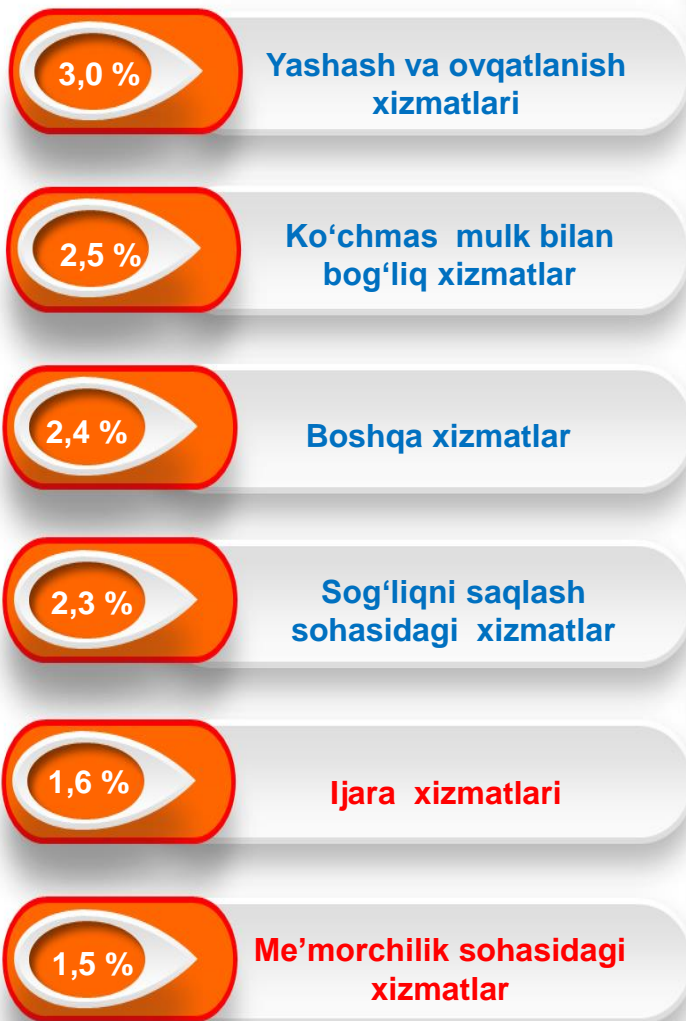 3,0 %
Yashash va ovqatlanish
xizmatlari
2,5 %
Ko‘chmas mulk bilan
bog‘liq xizmatlar
2,4 %
Boshqa xizmatlar
2,3 %
Sog‘liqni saqlash
sohasidagi xizmatlar
1,6 %
Ijara xizmatlari
1,5 %
Me’morchilik sohasidagi
xizmatlar